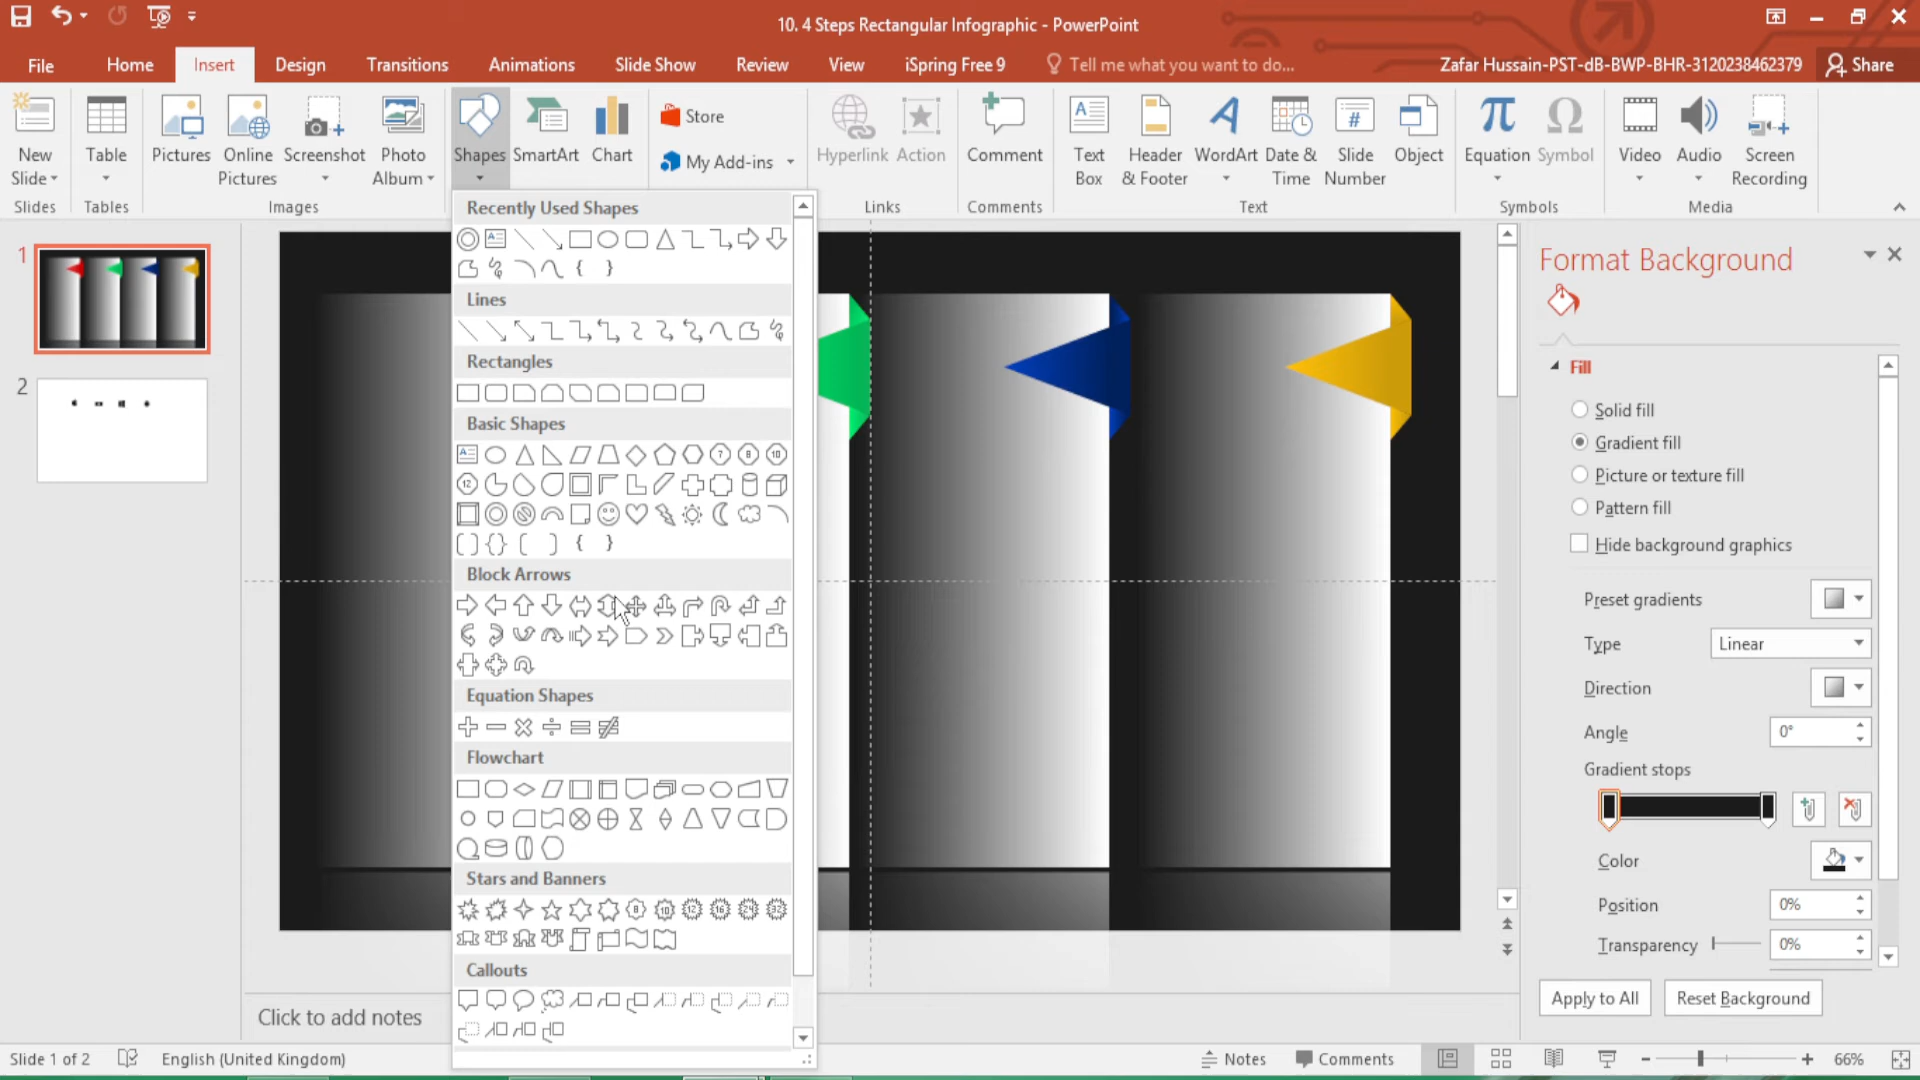 10. 4 Steps Rectangular Infographic - PowerPoint
File Home Insert Design Transitions Animations Slide Show Review View iSpring Free 9 Tell me what you want to do... Zafar Hussain-PST-dB-BWP-BHR-3120238462379 Share
New Slide
Table
Pictures
Online Pictures
Screenshot
Photo Album
Shapes
SmartArt
Chart
Store
My Add-ins
Hyperlink
Action
Comment
Text Box
Header & Footer
WordArt
Date & Time
Slide Number
Object
Equation
Symbol
Video
Audio
Screen Recording
Slides Tables Images Links Comments Text Symbols Media
1
2
Recently Used Shapes
Lines
Rectangles
Basic Shapes
Block Arrows
Equation Shapes
Flowchart
Stars and Banners
Callouts
Format Background
Fill
Solid fill
Gradient fill
Picture or texture fill
Pattern fill
Hide background graphics
Preset gradients
Type Linear
Direction
Angle 0°
Gradient stops
Color
Position 0%
Transparency 0%
Apply to All Reset Background
Click to add notes
Slide 1 of 2 English (United Kingdom) Notes Comments 66%